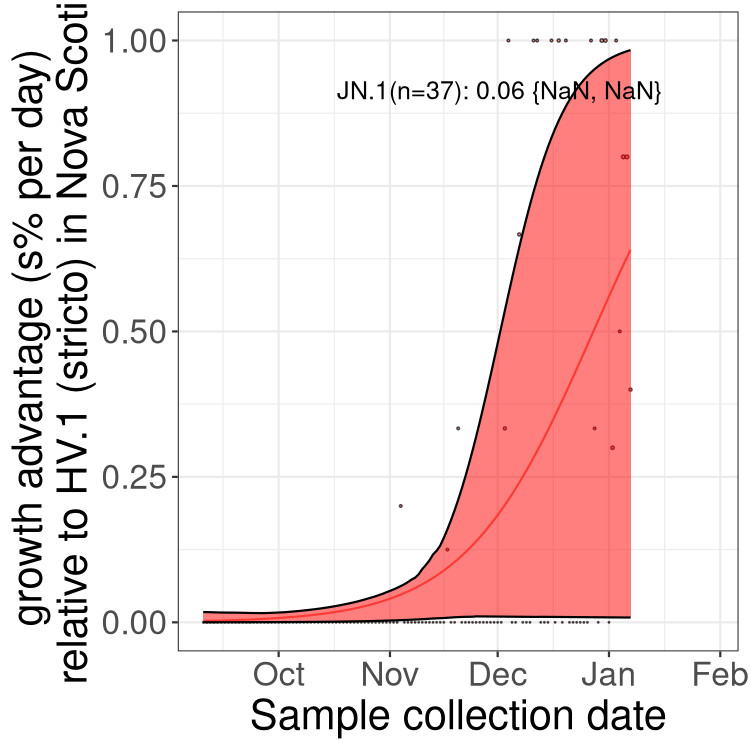 growth advantage (s% per day)
relative to HV.1 (stricto) in Nova Scoti
1.00
0.75
0.50
0.25
0.00
JN.1(n=37): 0.06 {NaN, NaN}
Oct Nov Dec Jan Feb
Sample collection date